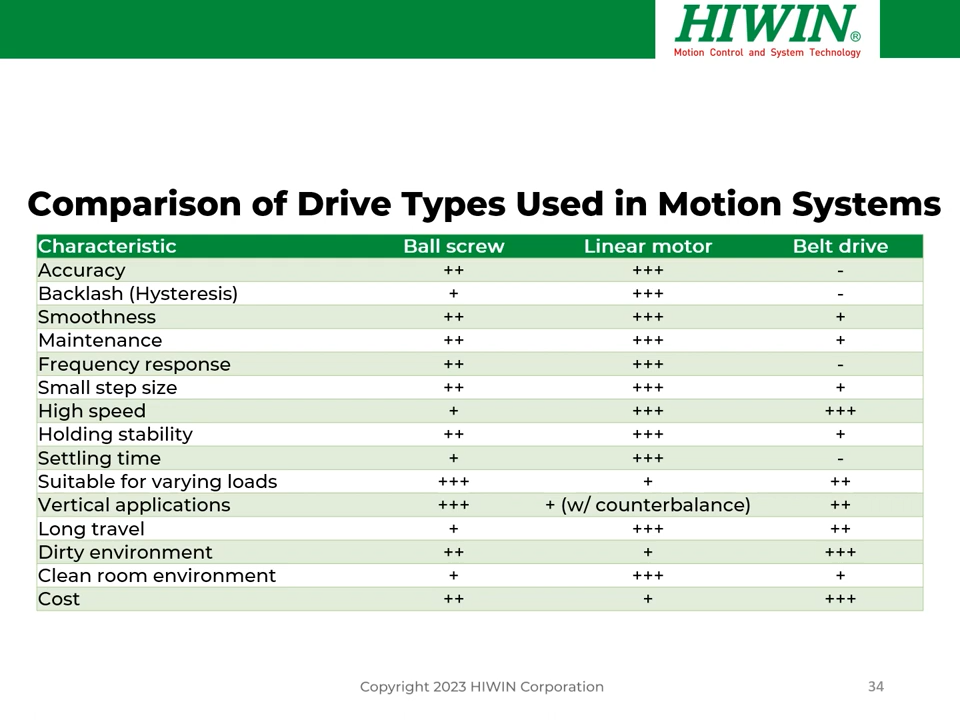 HIWIN®
Motion Control and System Technology
Comparison of Drive Types Used in Motion Systems
Characteristic Ball screw Linear motor Belt drive
Accuracy ++ +++ -
Backlash (Hysteresis) + +++ -
Smoothness ++ +++ +
Maintenance ++ +++ +
Frequency response ++ +++ -
Small step size ++ +++ +
High speed + +++ +++
Holding stability ++ +++ +
Settling time + +++ -
Suitable for varying loads +++ + ++
Vertical applications +++ + (w/ counterbalance) ++
Long travel + +++ ++
Dirty environment ++ + +++
Clean room environment + +++ +
Cost ++ + +++
Copyright 2023 HIWIN Corporation 34